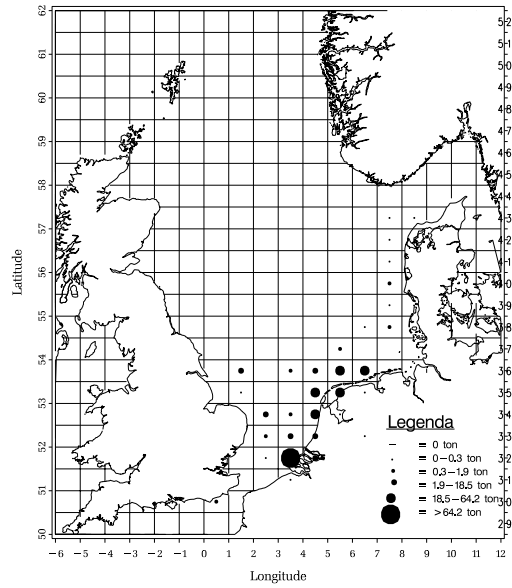 62
61
60
59
58
57
56
55
54
53
52
51
50
Latitude
Legenda
– = 0 ton
= 0–0.3 ton
= 0.3–1.9 ton
= 1.9–18.5 ton
= 18.5–64.2 ton
= >64.2 ton
−6 −5 −4 −3 −2 −1 0 1 2 3 4 5 6 7 8 9 10 11 12
Longitude